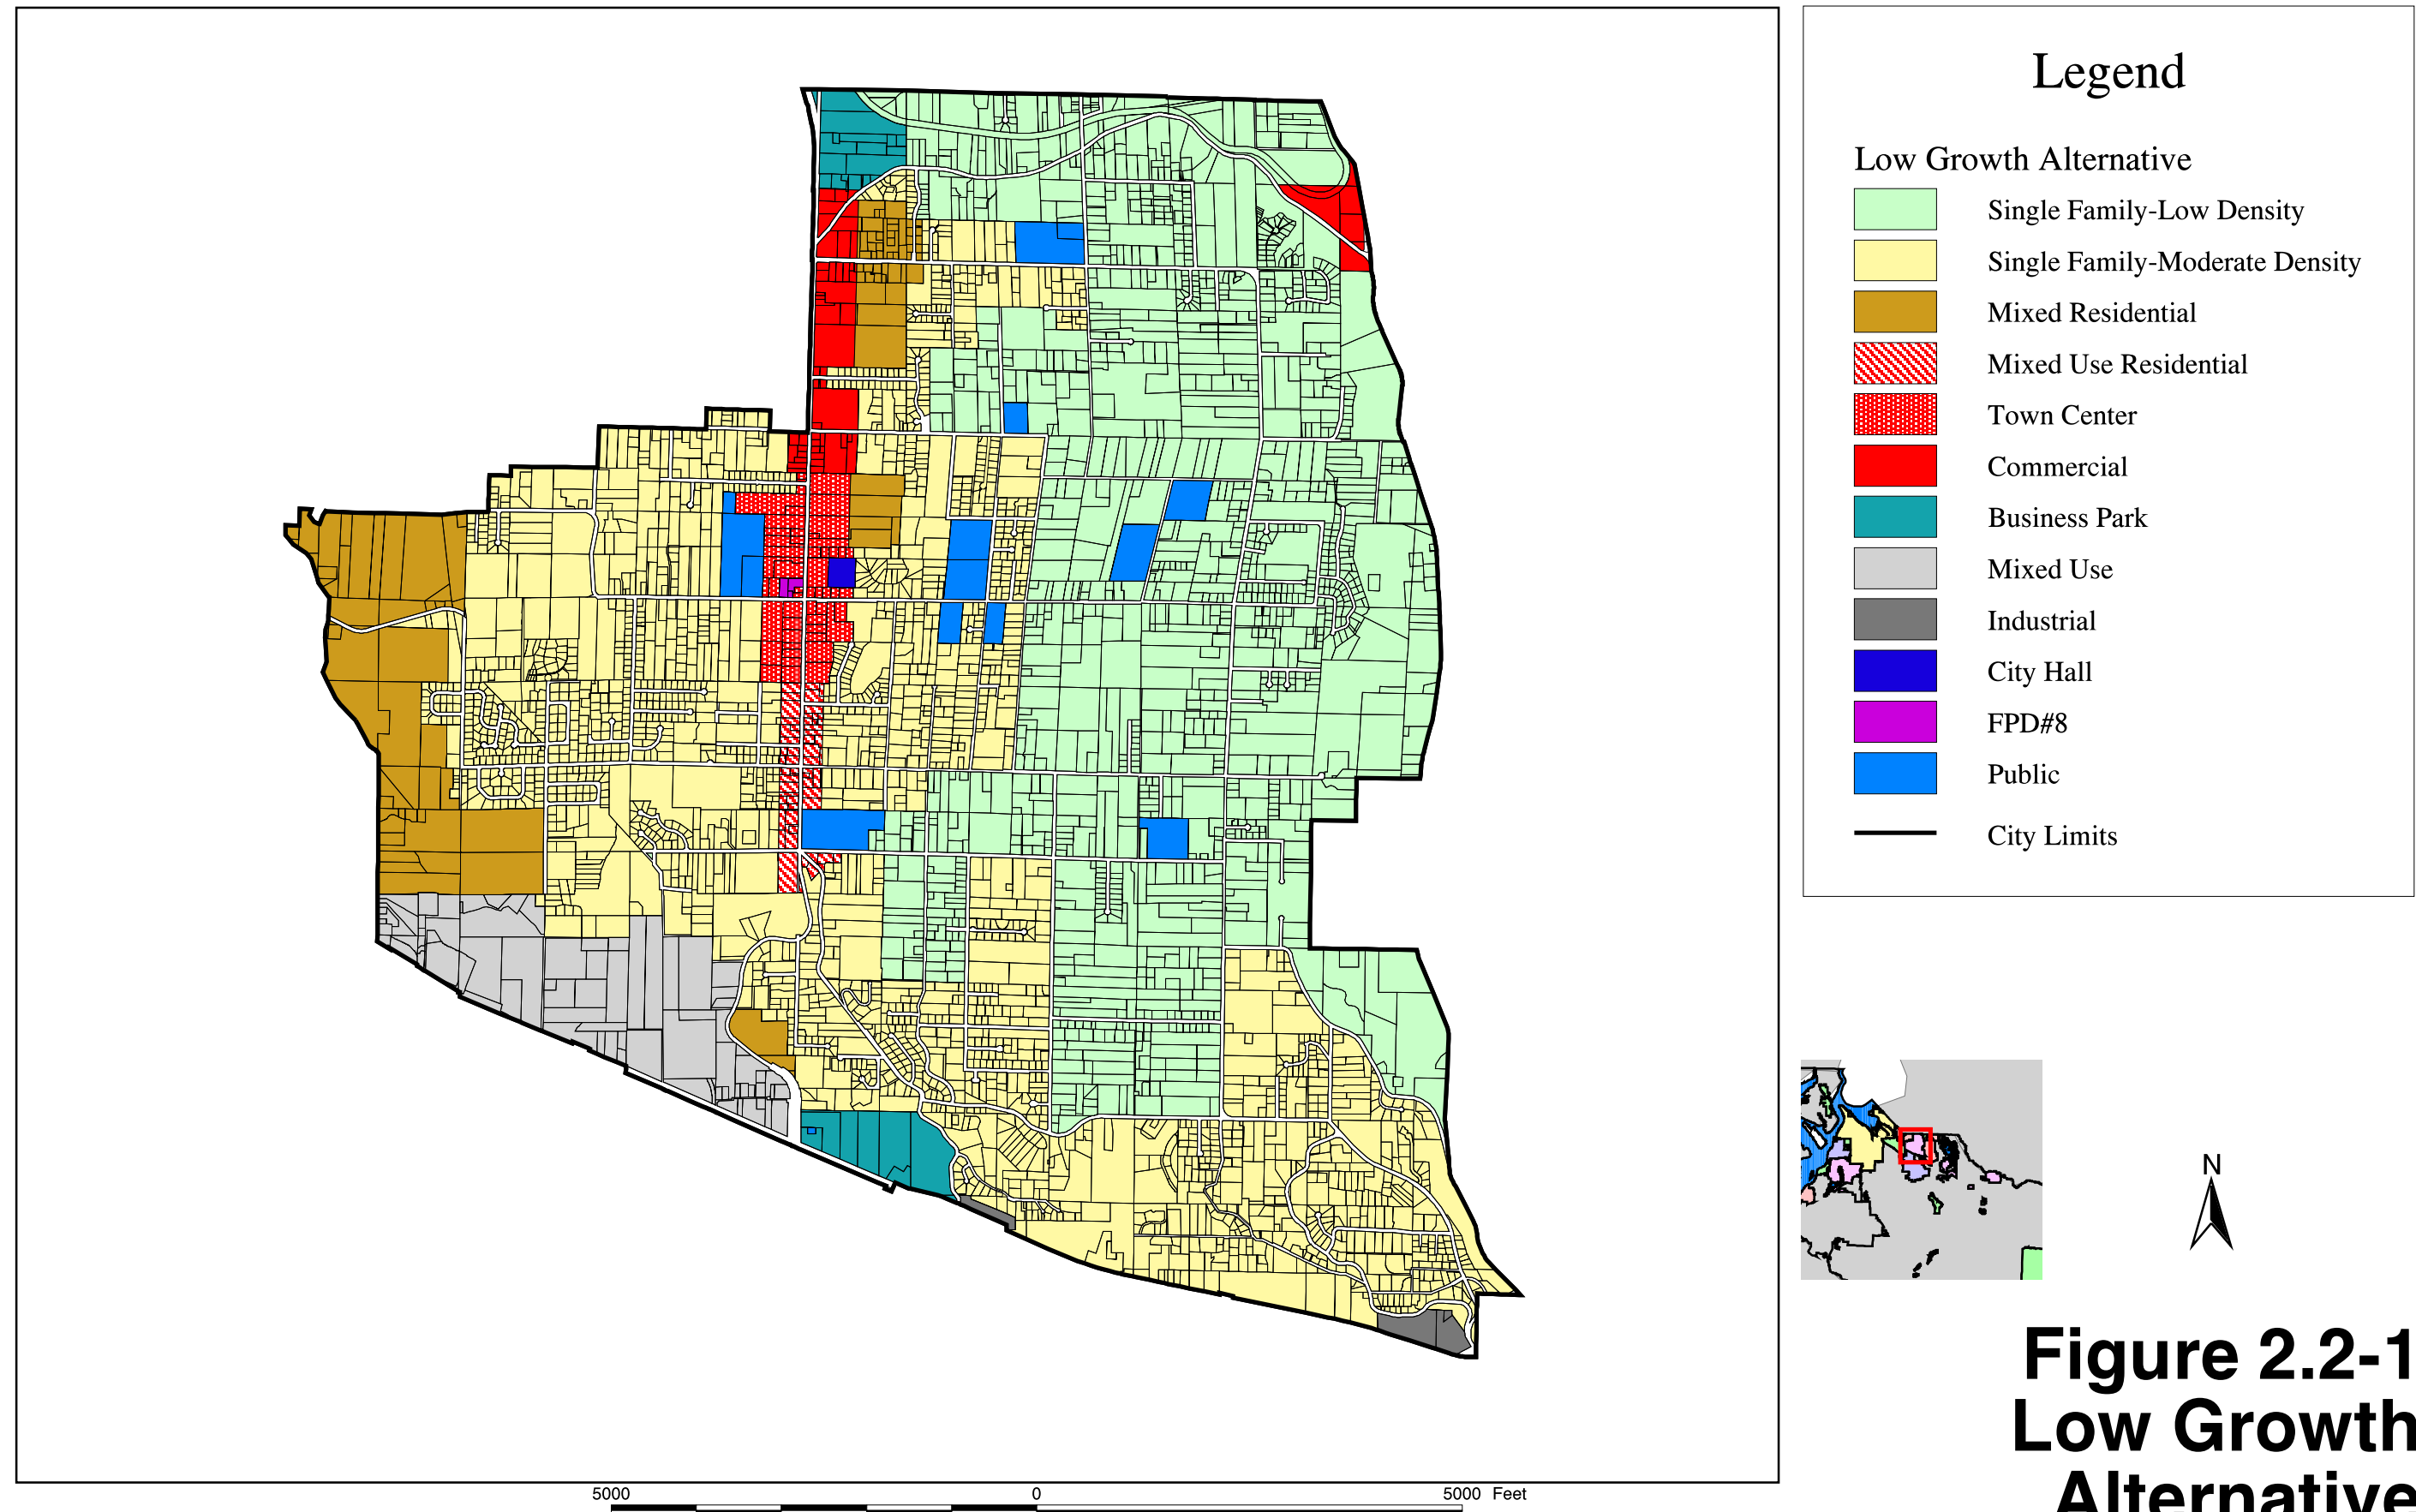 Legend
Low Growth Alternative
Single Family-Low Density
Single Family-Moderate Density
Mixed Residential
Mixed Use Residential
Town Center
Commercial
Business Park
Mixed Use
Industrial
City Hall
FPD#8
Public
City Limits
N
Figure 2.2-1
Low Growth
Alternative
5000 0 5000 Feet